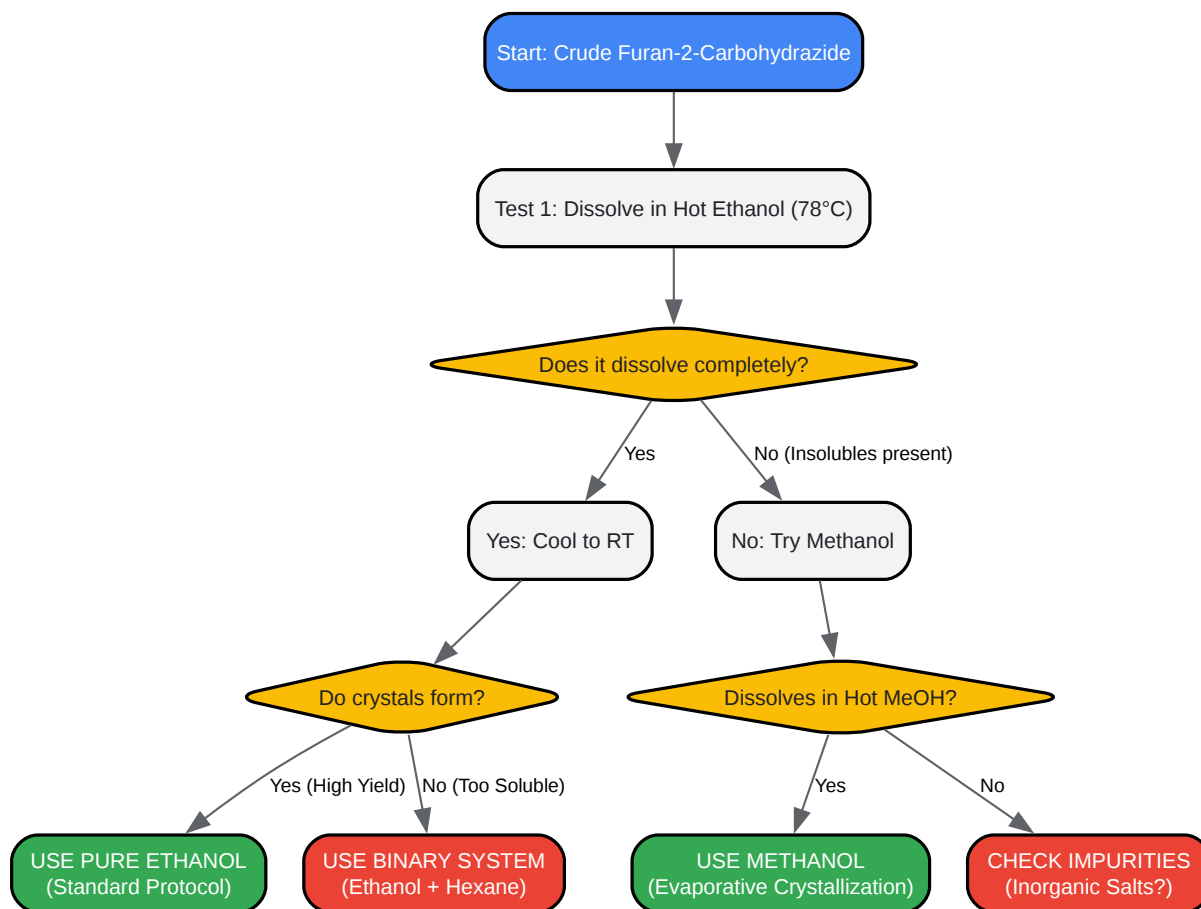 Start: Crude Furan-2-Carbohydrazide
Test 1: Dissolve in Hot Ethanol (78°C)
Does it dissolve completely?
Yes
No (Insolubles present)
Yes: Cool to RT
No: Try Methanol
Do crystals form?
Dissolves in Hot MeOH?
Yes (High Yield)
No (Too Soluble)
Yes
No
USE PURE ETHANOL
(Standard Protocol)
USE BINARY SYSTEM
(Ethanol + Hexane)
USE METHANOL
(Evaporative Crystallization)
CHECK IMPURITIES
(Inorganic Salts?)